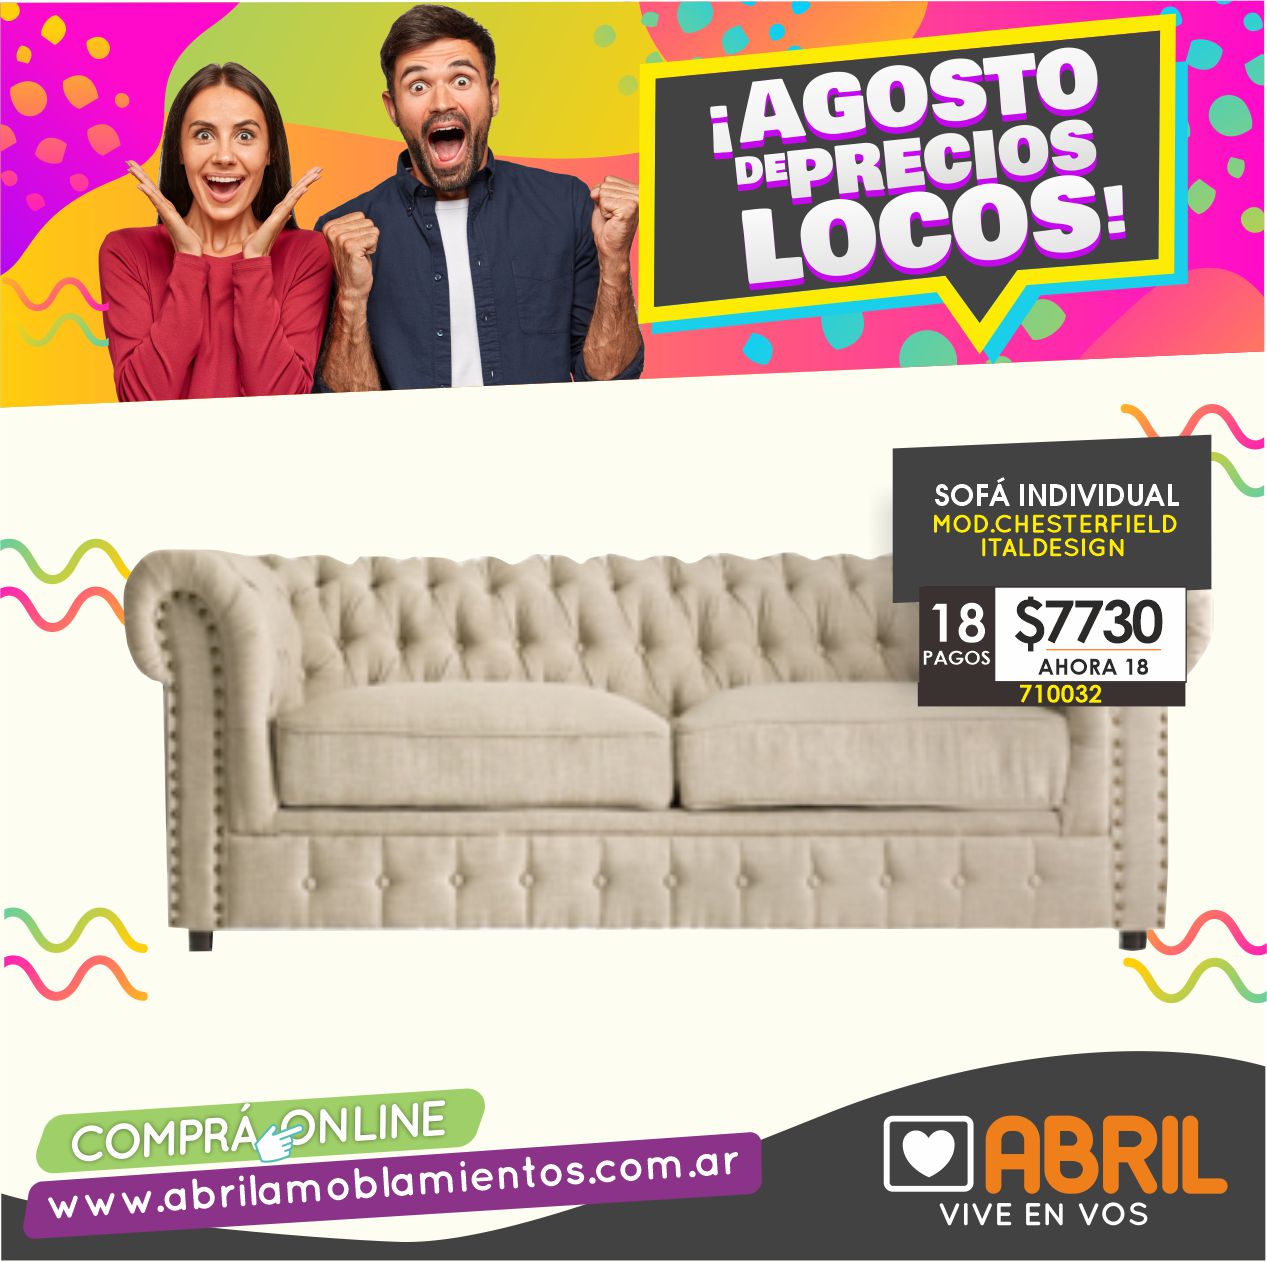 ¡AGOSTO
DE PRECIOS
LOCOS!
SOFÁ INDIVIDUAL
MOD.CHESTERFIELD
ITALDESIGN
18
PAGOS
$7730
AHORA 18
710032
COMPRÁ ONLINE
www.abrilamoblamientos.com.ar
ABRIL
VIVE EN VOS